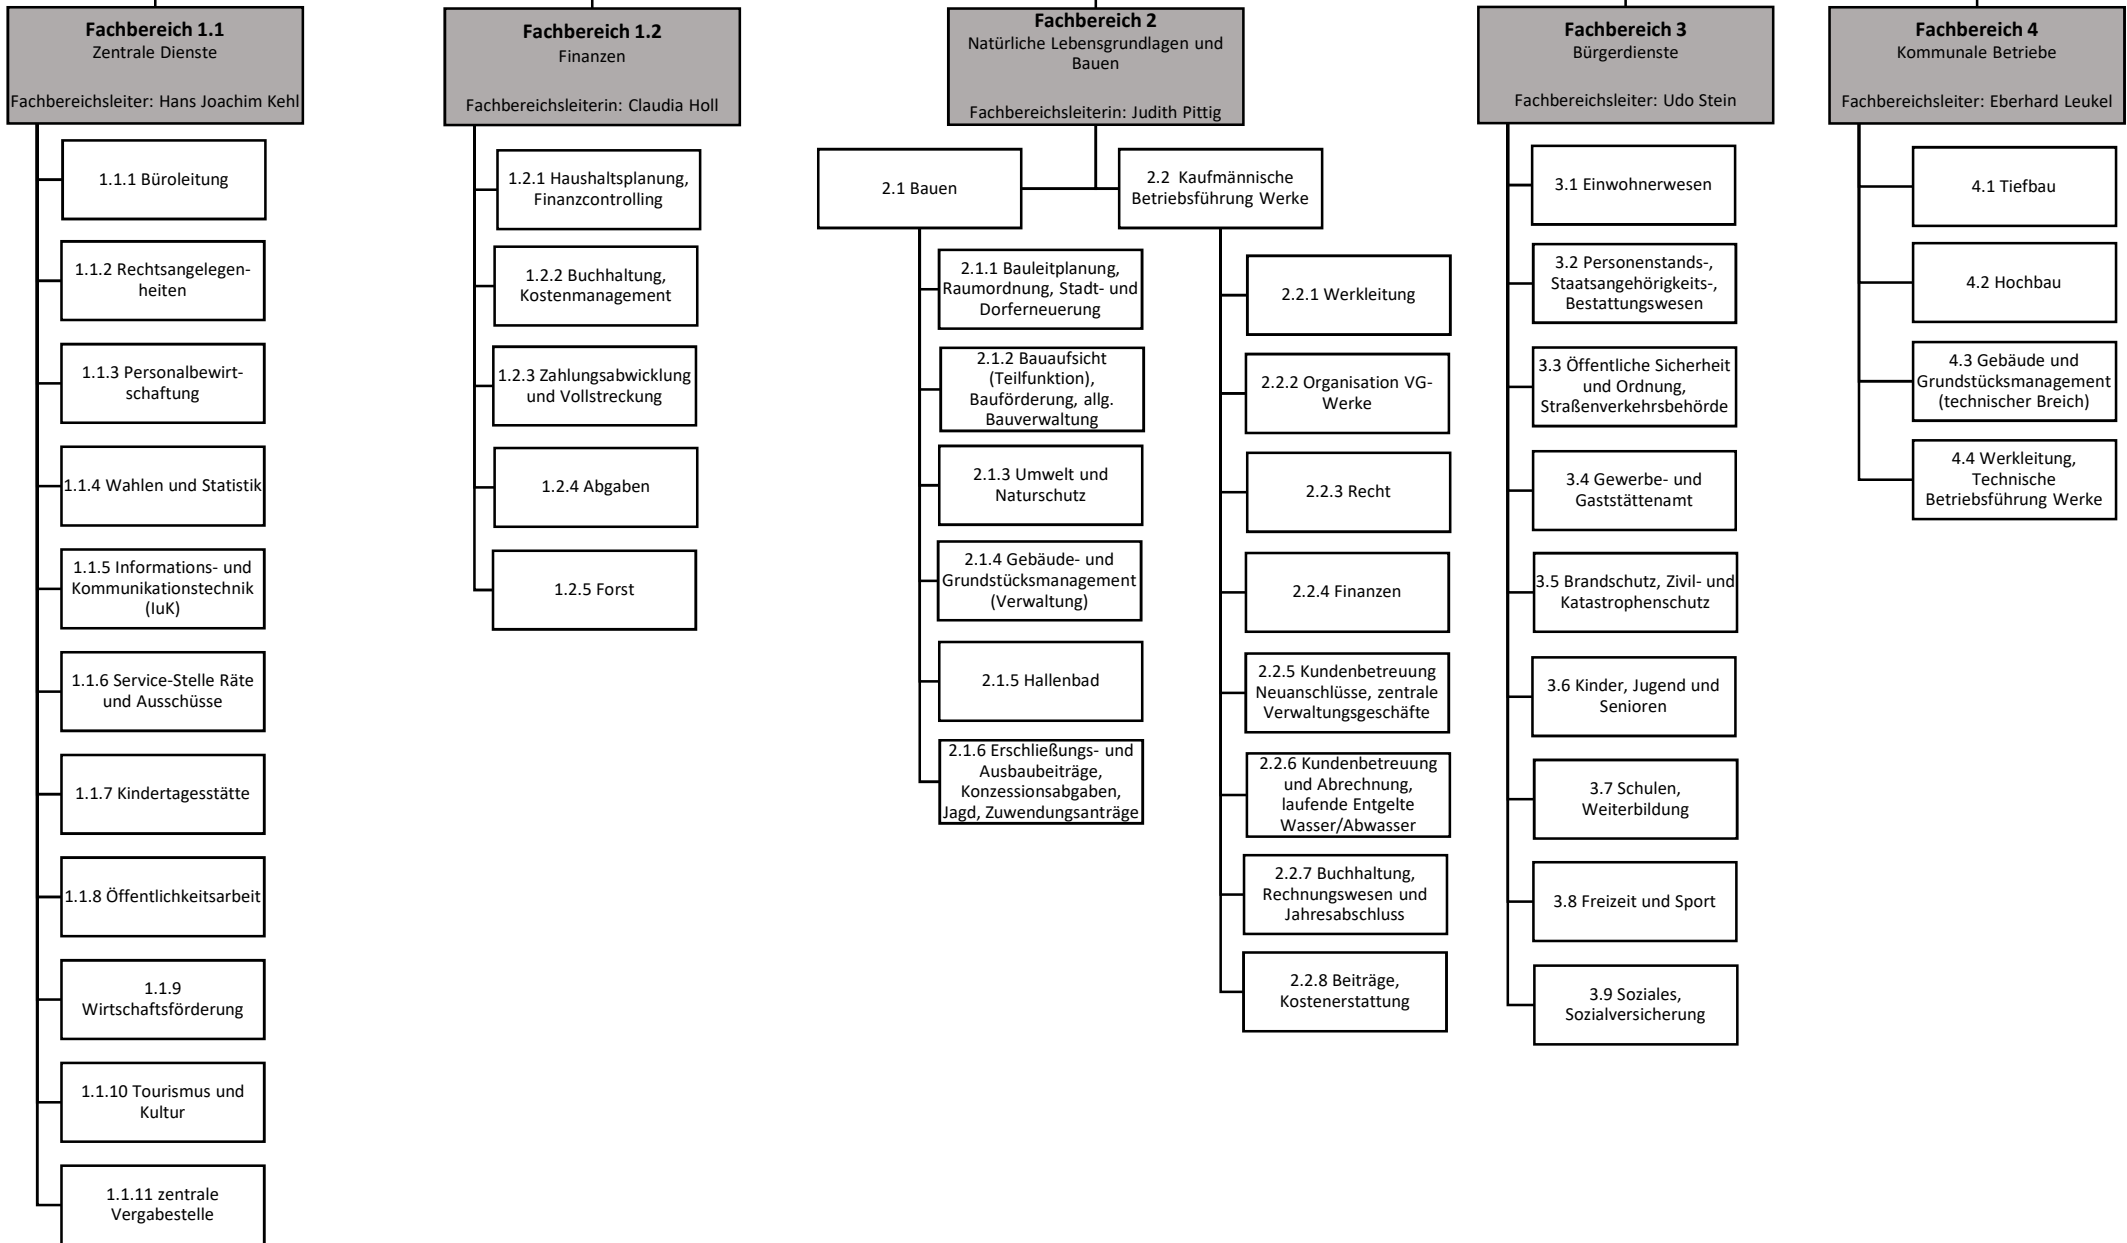 Fachbereich 1.1
Zentrale Dienste
Fachbereichsleiter: Hans Joachim Kehl
1.1.1 Büroleitung
1.1.2 Rechtsangelegen-
heiten
1.1.3 Personalbewirt-
schaftung
1.1.4 Wahlen und Statistik
1.1.5 Informations- und
Kommunikationstechnik
(IuK)
1.1.6 Service-Stelle Räte
und Ausschüsse
1.1.7 Kindertagesstätte
1.1.8 Öffentlichkeitsarbeit
1.1.9
Wirtschaftsförderung
1.1.10 Tourismus und
Kultur
1.1.11 zentrale
Vergabestelle
Fachbereich 1.2
Finanzen
Fachbereichsleiterin: Claudia Holl
1.2.1 Haushaltsplanung,
Finanzcontrolling
1.2.2 Buchhaltung,
Kostenmanagement
1.2.3 Zahlungsabwicklung
und Vollstreckung
1.2.4 Abgaben
1.2.5 Forst
Fachbereich 2
Natürliche Lebensgrundlagen und
Bauen
Fachbereichsleiterin: Judith Pittig
2.1 Bauen
2.1.1 Bauleitplanung,
Raumordnung, Stadt- und
Dorferneuerung
2.1.2 Bauaufsicht
(Teilfunktion),
Bauförderung, allg.
Bauverwaltung
2.1.3 Umwelt und
Naturschutz
2.1.4 Gebäude- und
Grundstücksmanagement
(Verwaltung)
2.1.5 Hallenbad
2.1.6 Erschließungs- und
Ausbaubeiträge,
Konzessionsabgaben,
Jagd, Zuwendungsanträge
2.2 Kaufmännische
Betriebsführung Werke
2.2.1 Werkleitung
2.2.2 Organisation VG-
Werke
2.2.3 Recht
2.2.4 Finanzen
2.2.5 Kundenbetreuung
Neuanschlüsse, zentrale
Verwaltungsgeschäfte
2.2.6 Kundenbetreuung
und Abrechnung,
laufende Entgelte
Wasser/Abwasser
2.2.7 Buchhaltung,
Rechnungswesen und
Jahresabschluss
2.2.8 Beiträge,
Kostenerstattung
Fachbereich 3
Bürgerdienste
Fachbereichsleiter: Udo Stein
3.1 Einwohnerwesen
3.2 Personenstands-,
Staatsangehörigkeits-,
Bestattungswesen
3.3 Öffentliche Sicherheit
und Ordnung,
Straßenverkehrsbehörde
3.4 Gewerbe- und
Gaststättenamt
3.5 Brandschutz, Zivil- und
Katastrophenschutz
3.6 Kinder, Jugend und
Senioren
3.7 Schulen,
Weiterbildung
3.8 Freizeit und Sport
3.9 Soziales,
Sozialversicherung
Fachbereich 4
Kommunale Betriebe
Fachbereichsleiter: Eberhard Leukel
4.1 Tiefbau
4.2 Hochbau
4.3 Gebäude und
Grundstücksmanagement
(technischer Breich)
4.4 Werkleitung,
Technische
Betriebsführung Werke